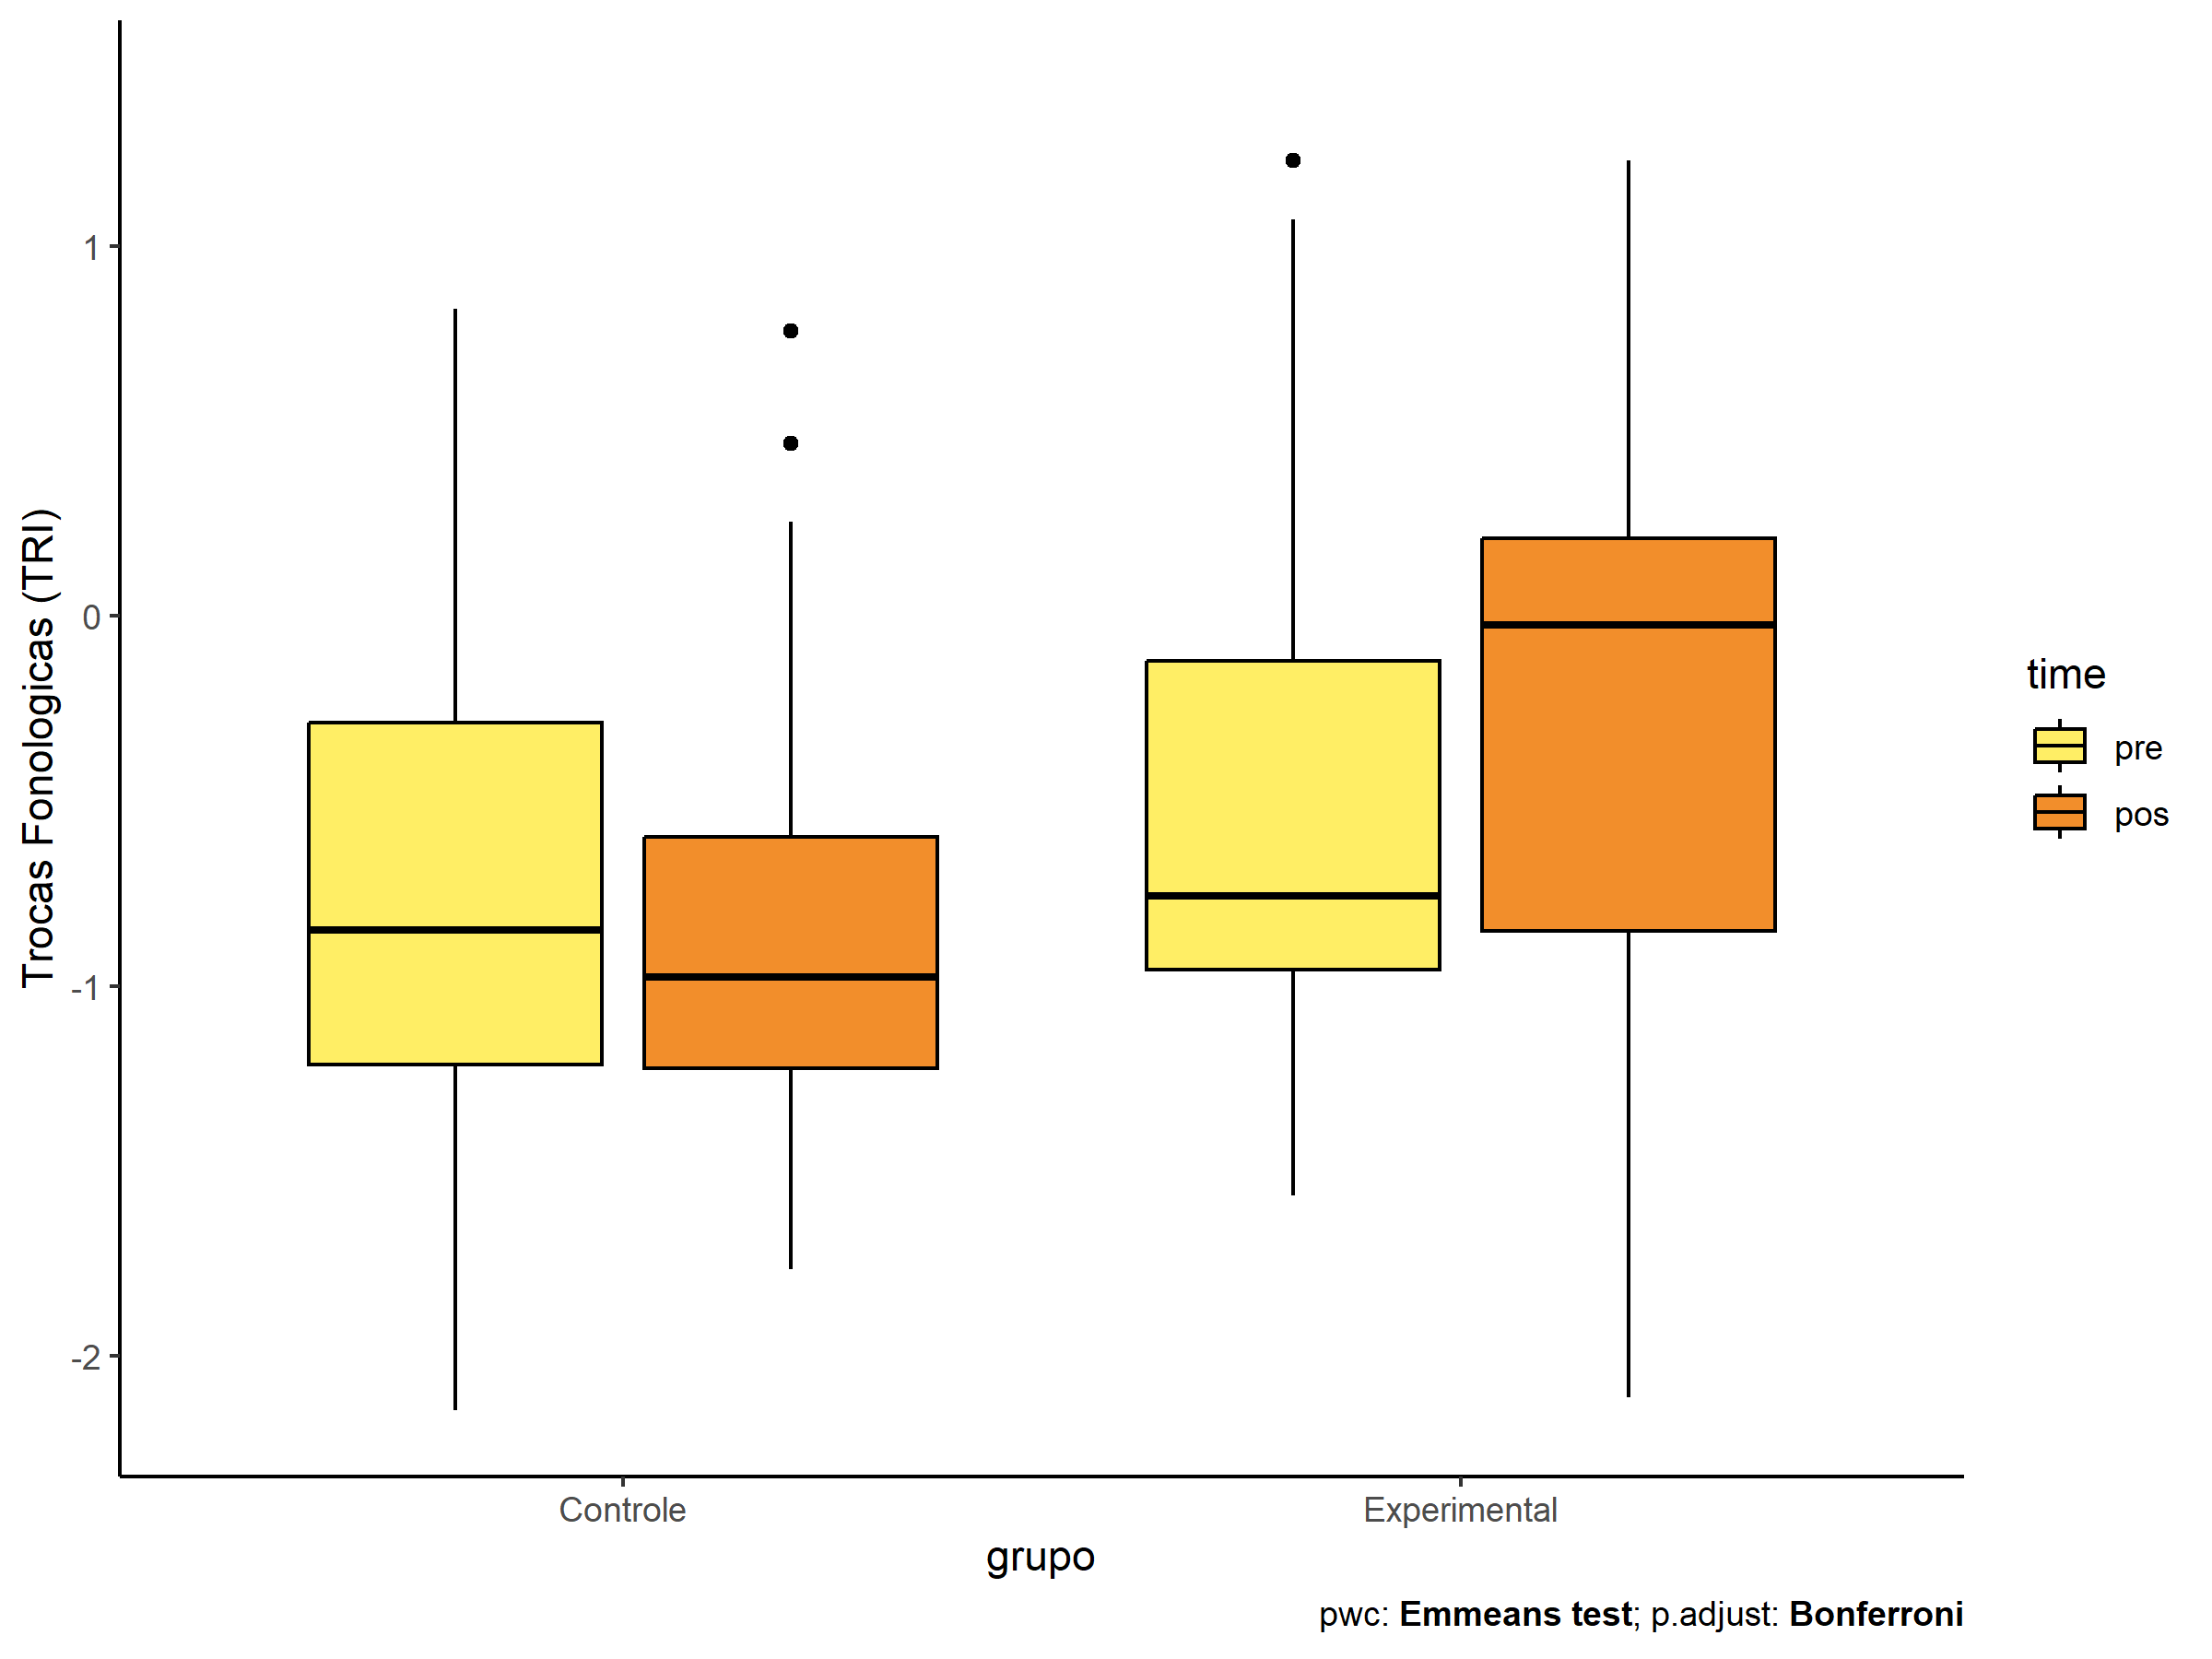 Trocas Fonologicas (TRI)
1
0
-1
-2
Controle
Experimental
grupo
time
pre
pos
pwc: Emmeans test; p.adjust: Bonferroni